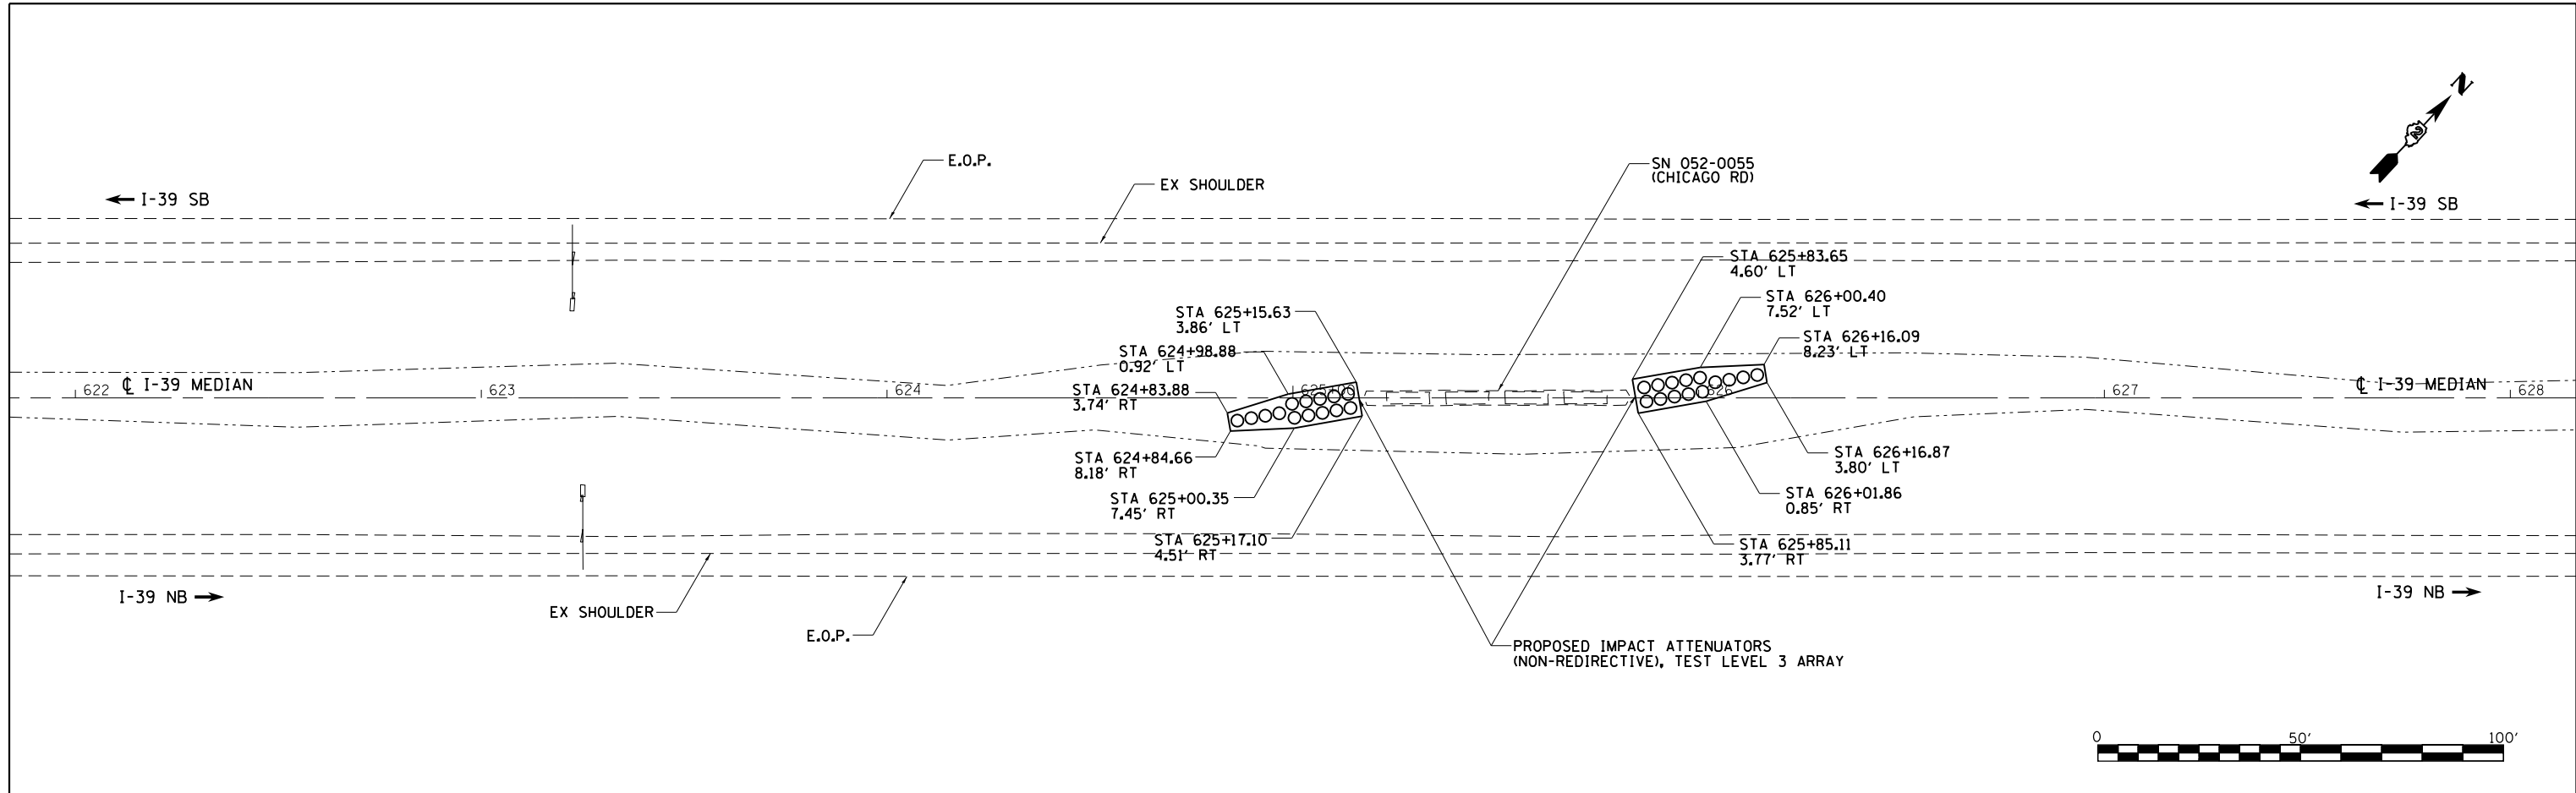 N
2
E.O.P.
EX SHOULDER
SN 052-0055
(CHICAGO RD)
← I-39 SB
← I-39 SB
STA 625+83.65
4.60' LT
STA 626+00.40
7.52' LT
STA 625+15.63
3.86' LT
STA 626+16.09
8.23' LT
STA 624+98.88
0.92' LT
STA 624+83.88
3.74' RT
622
℄ I-39 MEDIAN
623
624
625+00
626
627
℄ I-39 MEDIAN
628
STA 624+84.66
8.18' RT
STA 626+16.87
3.80' LT
STA 625+00.35
7.45' RT
STA 626+01.86
0.85' RT
STA 625+17.10
4.51' RT
STA 625+85.11
3.77' RT
I-39 NB →
I-39 NB →
EX SHOULDER
E.O.P.
PROPOSED IMPACT ATTENUATORS
(NON-REDIRECTIVE), TEST LEVEL 3 ARRAY
0 50' 100'